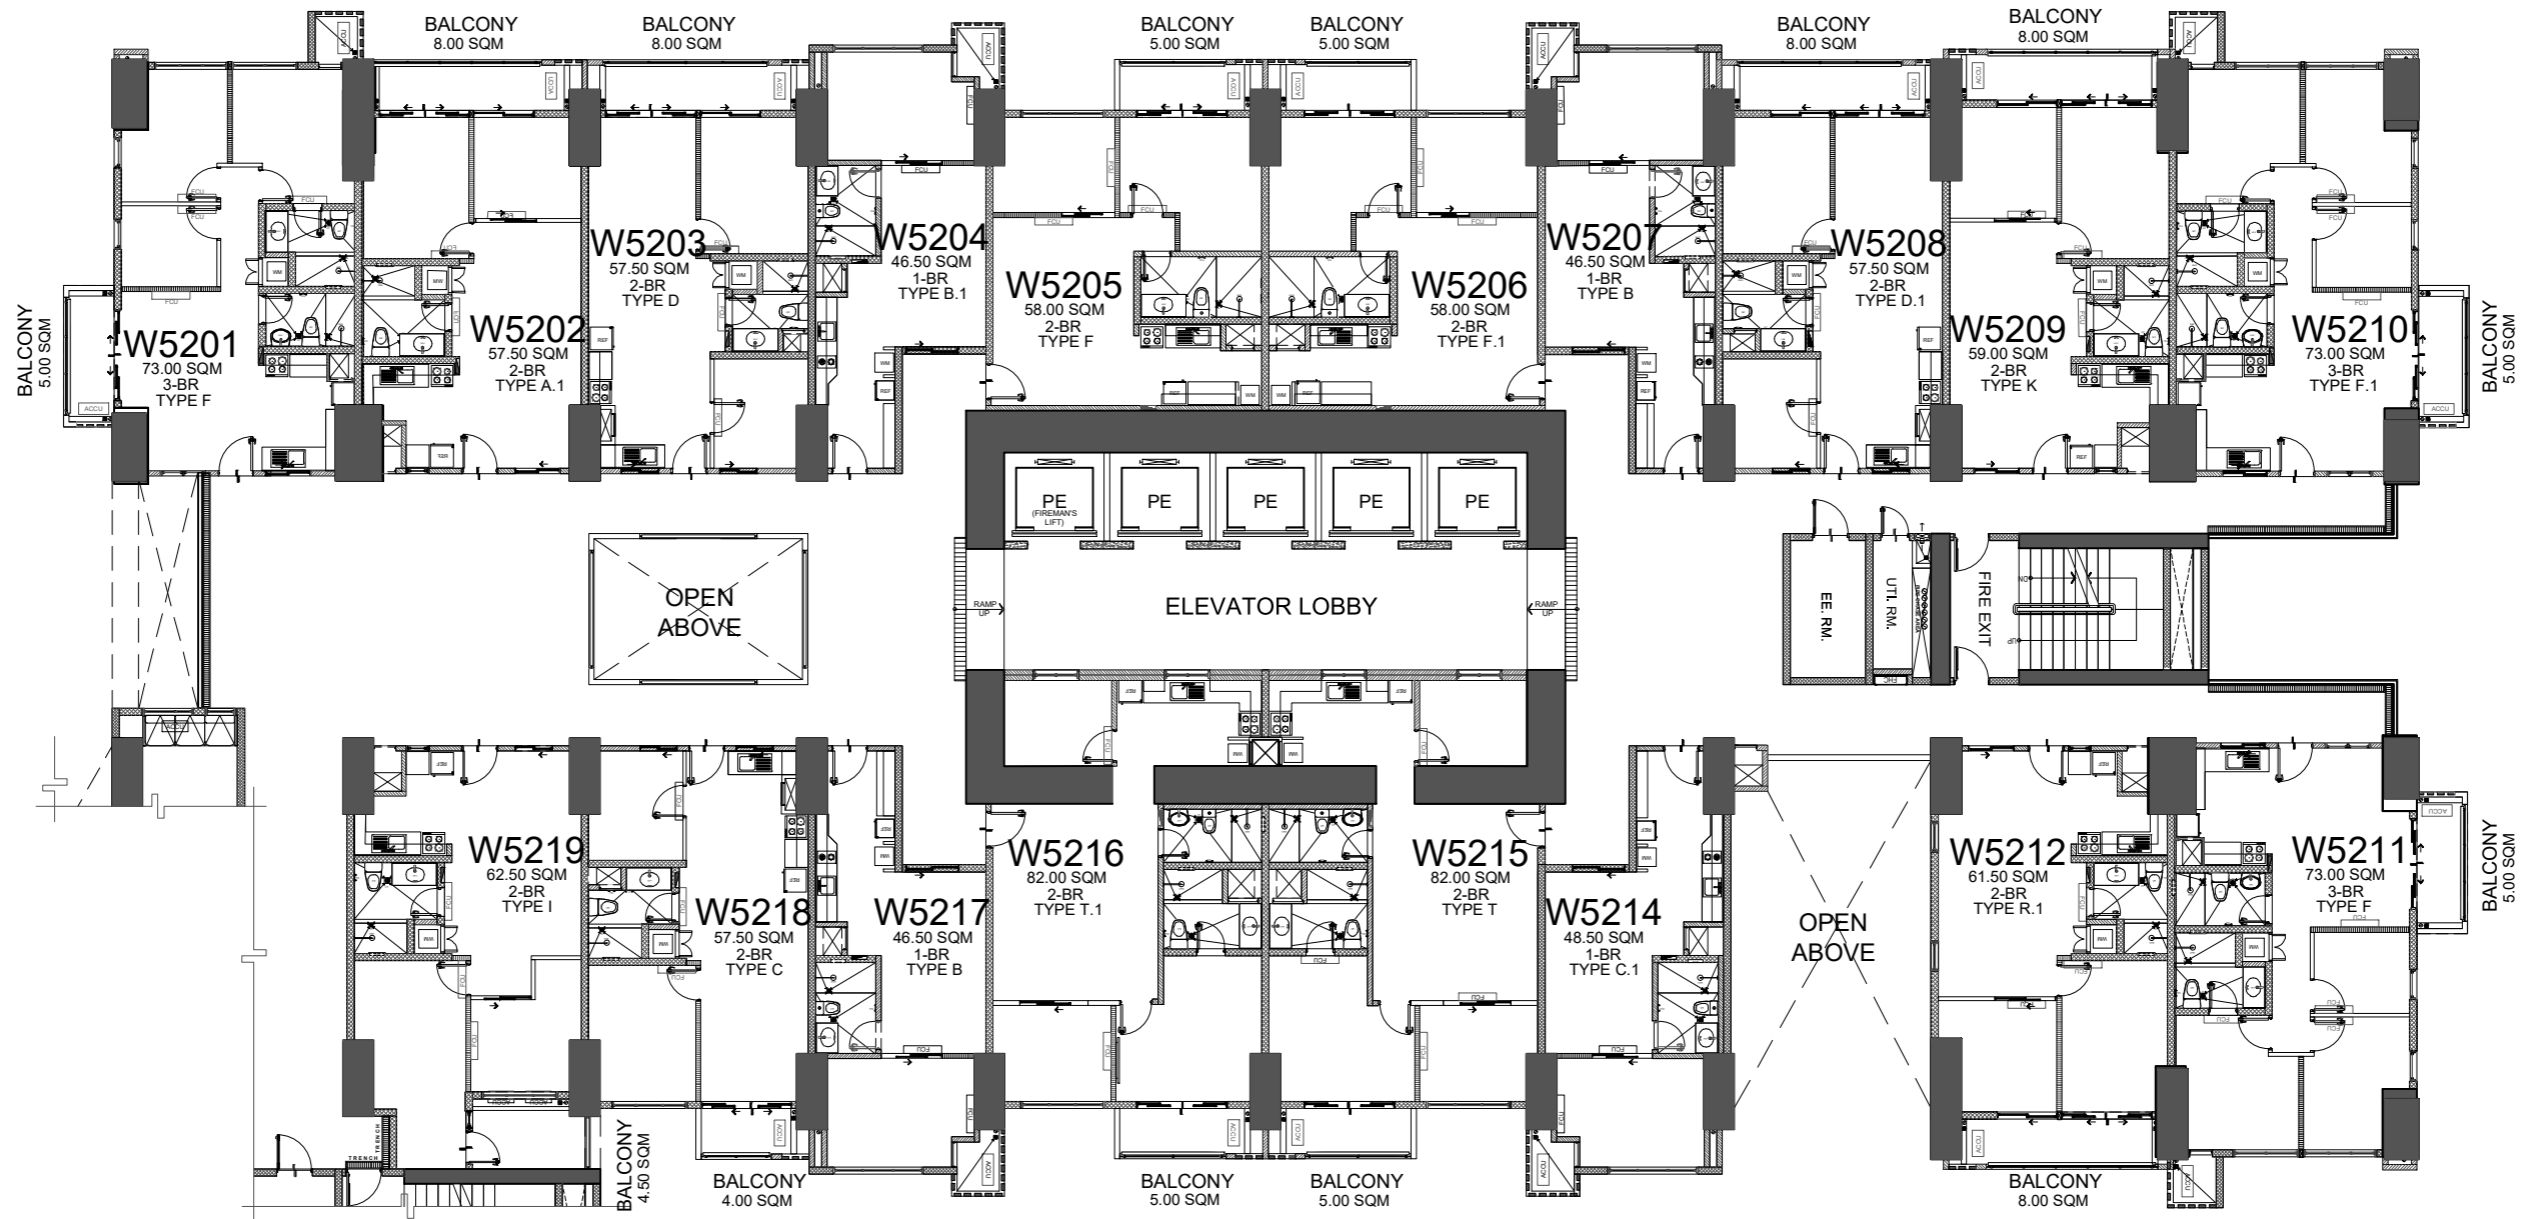 BALCONY
8.00 SQM
BALCONY
8.00 SQM
BALCONY
5.00 SQM
BALCONY
5.00 SQM
BALCONY
8.00 SQM
BALCONY
8.00 SQM
BALCONY
5.00 SQM
W5201
73.00 SQM
3-BR
TYPE F
W5202
57.50 SQM
2-BR
TYPE A.1
W5203
57.50 SQM
2-BR
TYPE D
W5204
46.50 SQM
1-BR
TYPE B.1
W5205
58.00 SQM
2-BR
TYPE F
W5206
58.00 SQM
2-BR
TYPE F.1
W5207
46.50 SQM
1-BR
TYPE B
W5208
57.50 SQM
2-BR
TYPE D.1
W5209
59.00 SQM
2-BR
TYPE K
W5210
73.00 SQM
3-BR
TYPE F.1
BALCONY
5.00 SQM
PE
(FIREMAN'S
LIFT)
PE
PE
PE
PE
OPEN
ABOVE
RAMP
UP
ELEVATOR LOBBY
RAMP
UP
EE. RM.
UTI. RM.
FIRE EXIT
DN
UP
FHC
W5219
62.50 SQM
2-BR
TYPE I
W5218
57.50 SQM
2-BR
TYPE C
W5217
46.50 SQM
1-BR
TYPE B
W5216
82.00 SQM
2-BR
TYPE T.1
W5215
82.00 SQM
2-BR
TYPE T
W5214
48.50 SQM
1-BR
TYPE C.1
OPEN
ABOVE
W5212
61.50 SQM
2-BR
TYPE R.1
W5211
73.00 SQM
3-BR
TYPE F
BALCONY
5.00 SQM
TRENCH
TRENCH
BALCONY
4.50 SQM
BALCONY
4.00 SQM
BALCONY
5.00 SQM
BALCONY
5.00 SQM
BALCONY
8.00 SQM